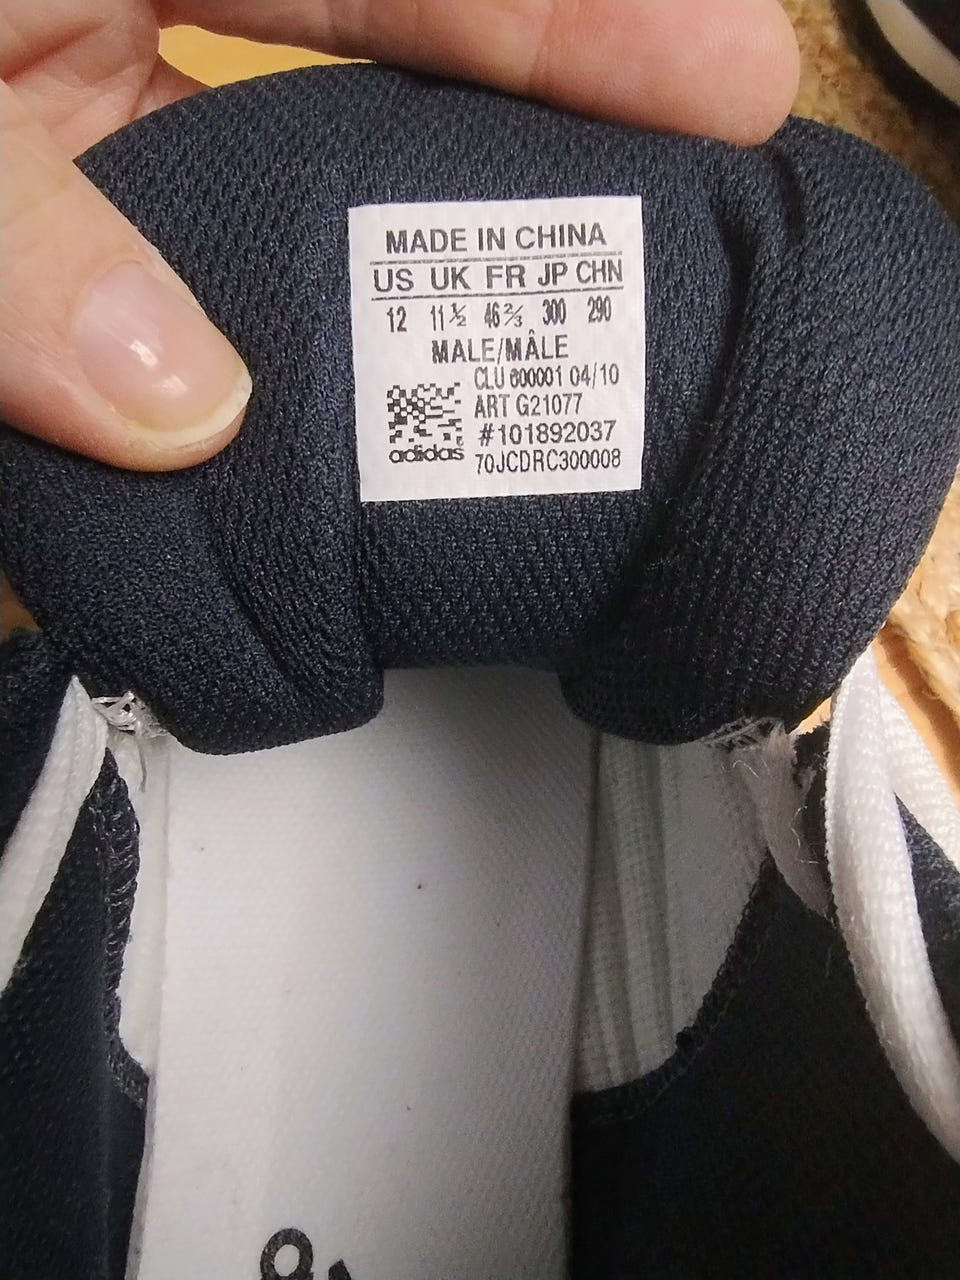 MADE IN CHINA
US UK FR JP CHN
12 11½ 46⅔ 300 290
MALE/MÂLE
CLU 600001 04/10
ART G21077
#101892037
adidas 70JCDRC300008